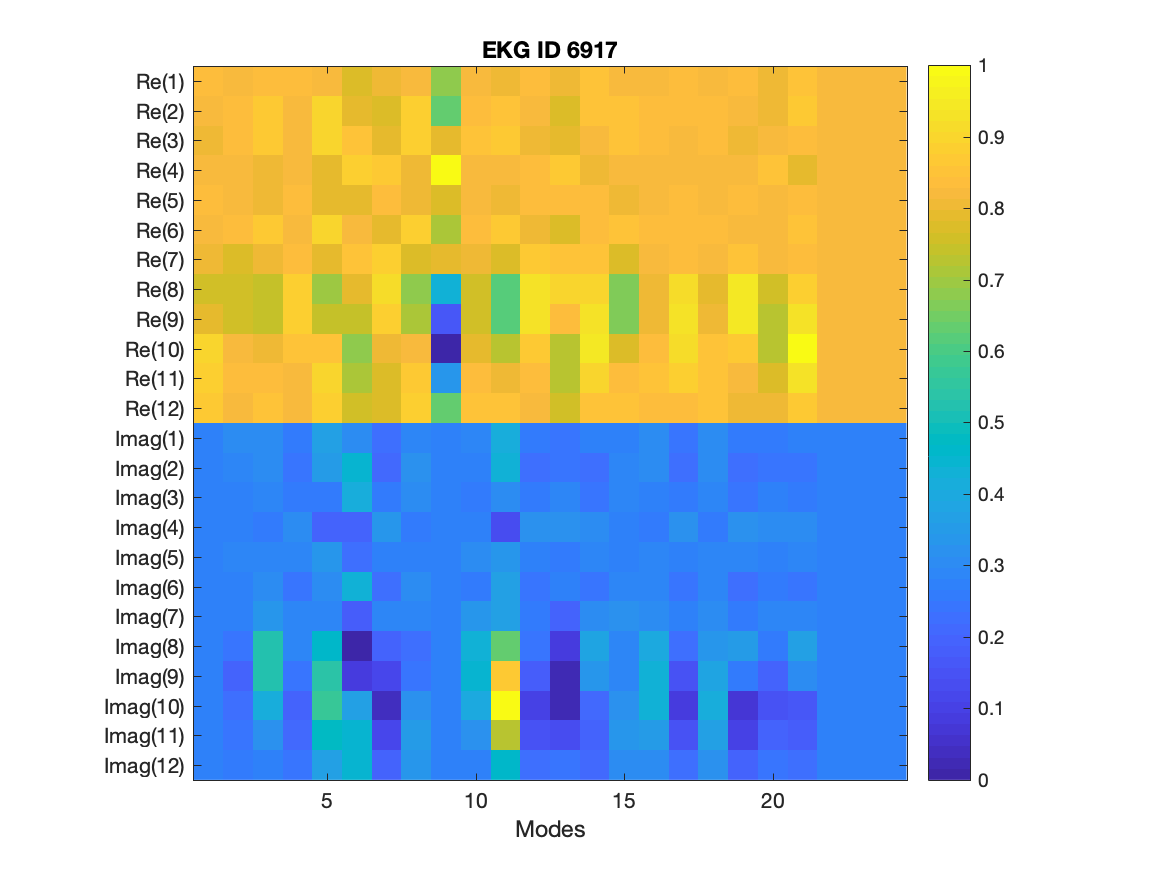 EKG ID 6917
Re(1)
Re(2)
Re(3)
Re(4)
Re(5)
Re(6)
Re(7)
Re(8)
Re(9)
Re(10)
Re(11)
Re(12)
Imag(1)
Imag(2)
Imag(3)
Imag(4)
Imag(5)
Imag(6)
Imag(7)
Imag(8)
Imag(9)
Imag(10)
Imag(11)
Imag(12)
5 10 15 20
Modes
1
0.9
0.8
0.7
0.6
0.5
0.4
0.3
0.2
0.1
0